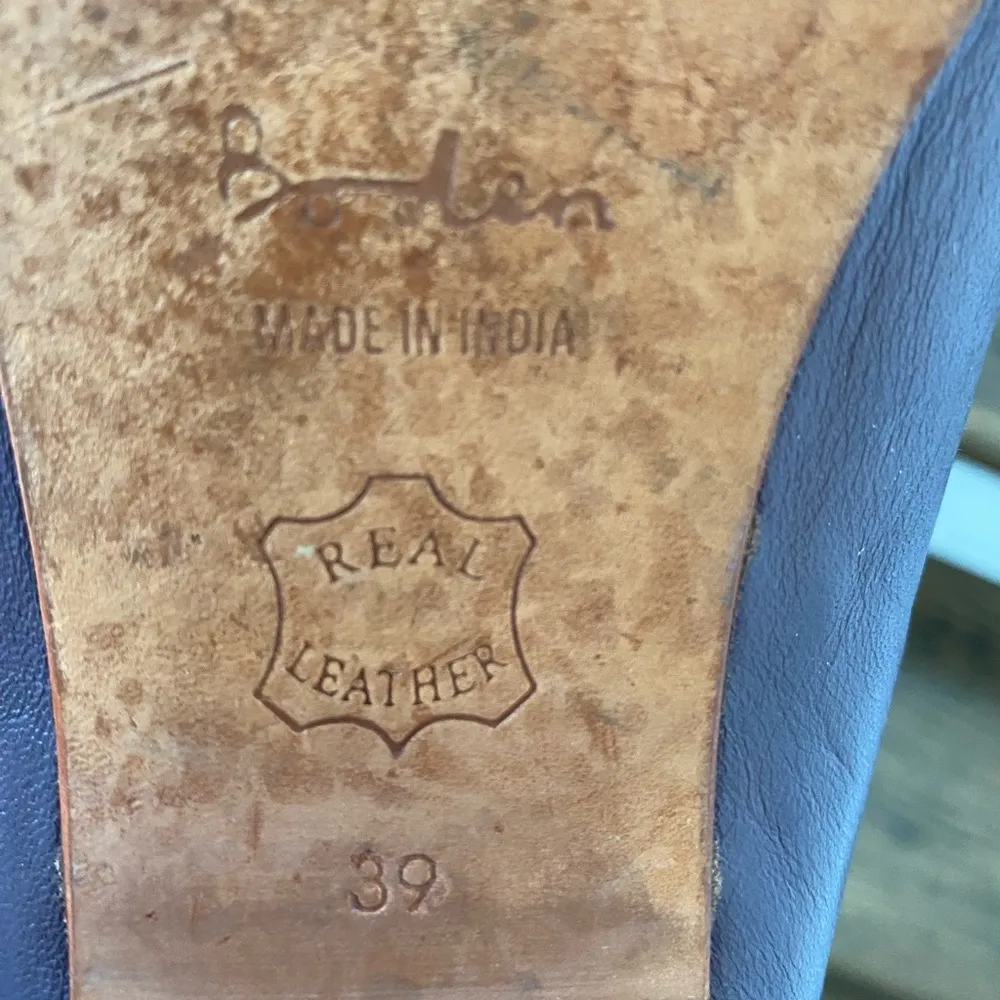 Boden
MADE IN INDIA
REAL
LEATHER
39